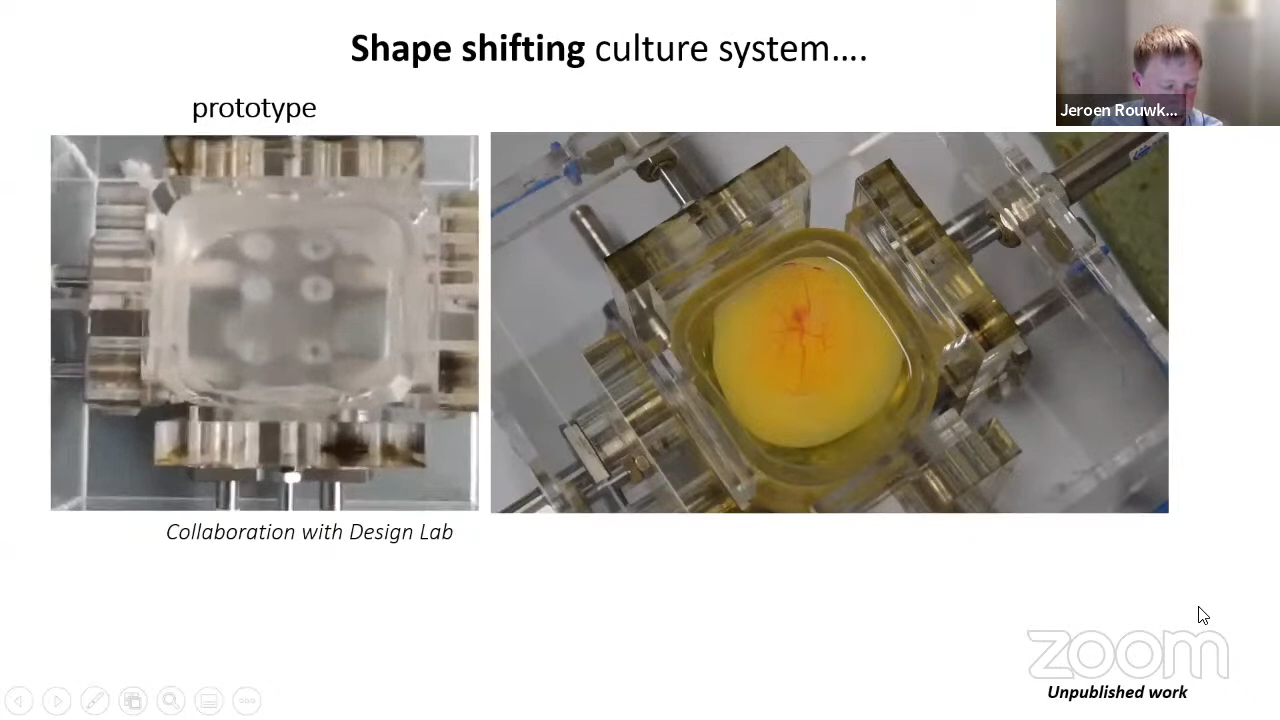 Shape shifting culture system....
Jeroen Rouwk...
prototype
Collaboration with Design Lab
zoom
Unpublished work